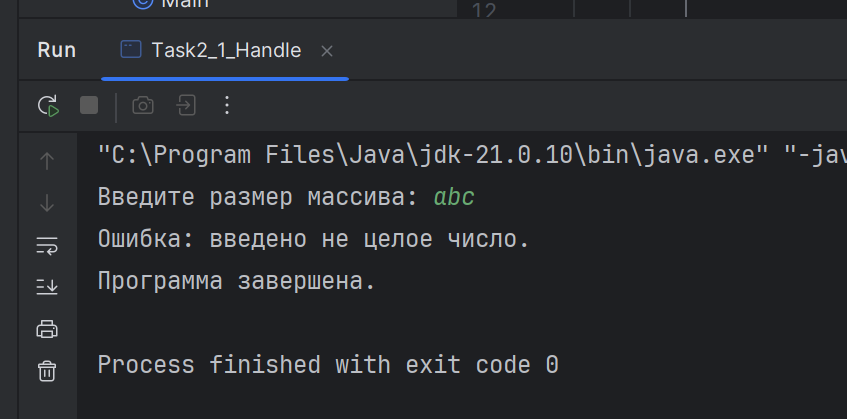 Main
12
Run Task2_1_Handle
"C:\Program Files\Java\jdk-21.0.10\bin\java.exe" "-jav
Введите размер массива: abc
Ошибка: введено не целое число.
Программа завершена.
Process finished with exit code 0